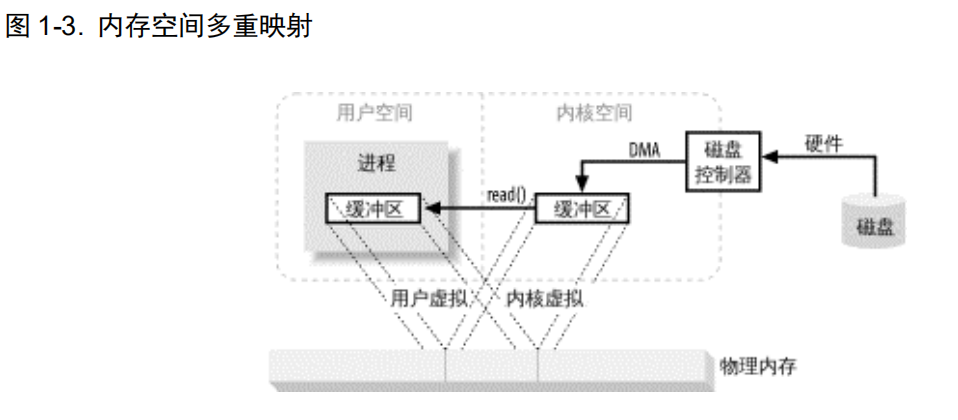 图 1-3. 内存空间多重映射
用户空间
内核空间
进程
DMA
磁盘
控制器
硬件
缓冲区
read()
缓冲区
磁盘
用户虚拟
内核虚拟
物理内存